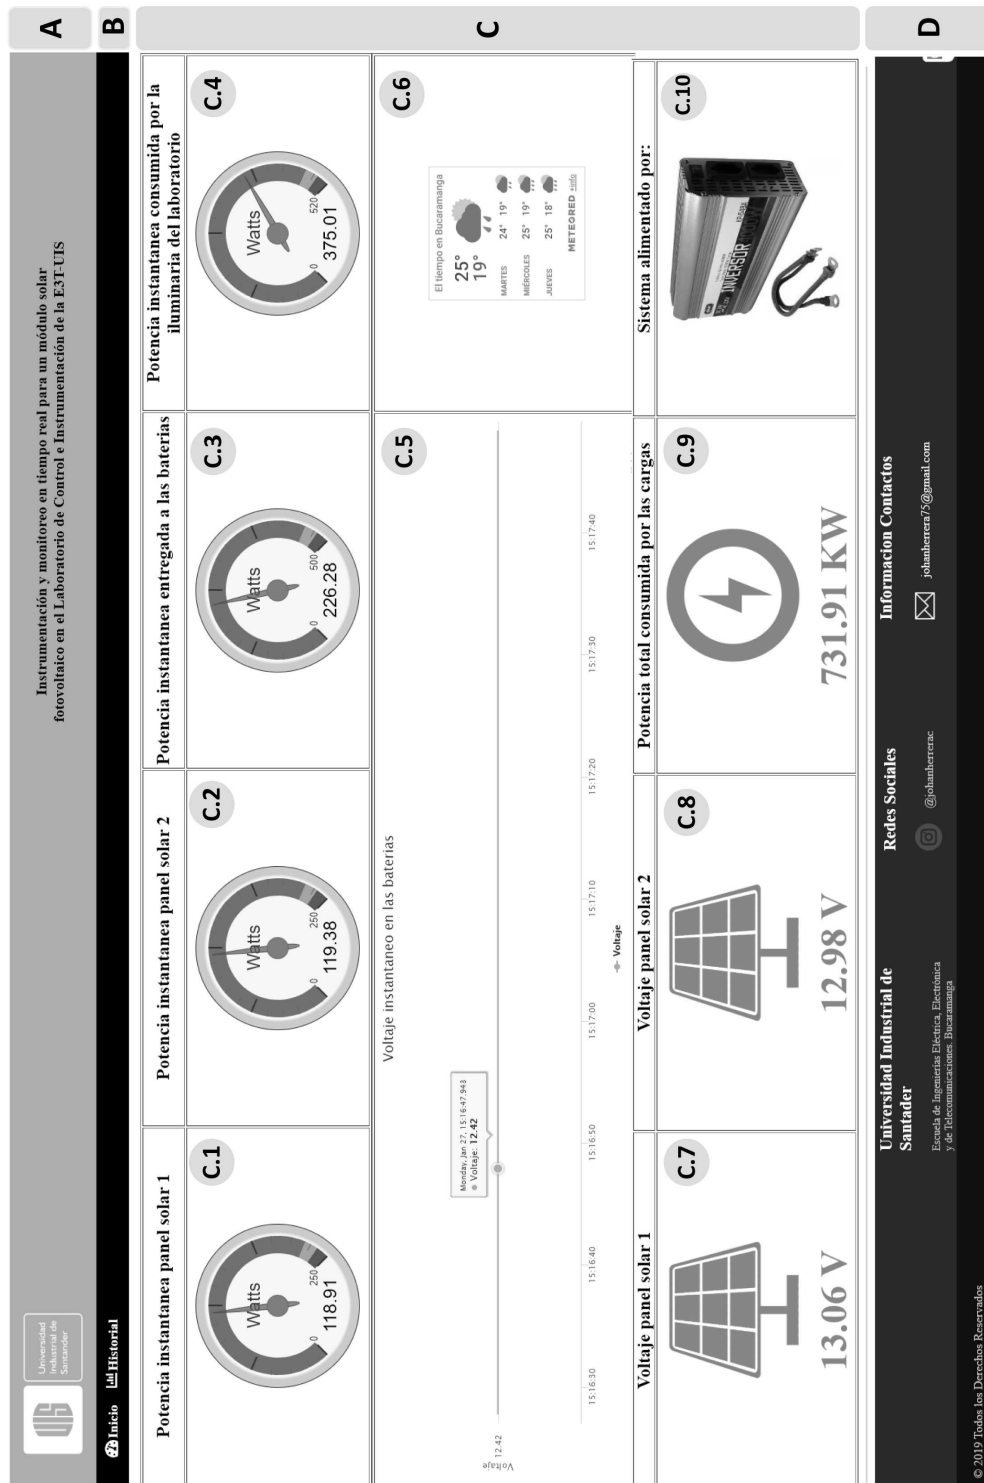 A
Universidad
Industrial de
Santander
Instrumentación y monitoreo en tiempo real para un módulo solar
fotovoltaico en el Laboratorio de Control e Instrumentación de la E3T-UIS
B
Inicio Historial
C
Potencia instantanea panel solar 1
C.1
Watts
0
250
118.91
Potencia instantanea panel solar 2
C.2
Watts
0
250
119.38
Potencia instantanea entregada a las baterias
C.3
Watts
0
500
226.28
Potencia instantanea consumida por la
iluminaria del laboratorio
C.4
Watts
0
520
375.01
C.5
Voltaje instantaneo en las baterias
Monday, Jan 27, 15:16:47.943
Voltaje: 12.42
Voltaje
12.42
15:16:30 15:16:40 15:16:50 15:17:00 15:17:10 15:17:20 15:17:30 15:17:40
Voltaje
C.6
El tiempo en Bucaramanga
25°
19°
MARTES 24° 19°
MIÉRCOLES 25° 19°
JUEVES 25° 18°
METEORED +info
Voltaje panel solar 1
C.7
13.06 V
Voltaje panel solar 2
C.8
12.98 V
Potencia total consumida por las cargas
C.9
731.91 KW
Sistema alimentado por:
C.10
INVERSOR
D
Universidad Industrial de
Santander
Escuela de Ingenierías Eléctrica, Electrónica
y de Telecomunicaciones. Bucaramanga
Redes Sociales
@johanherrerac
Informacion Contactos
johanherrera75@gmail.com
© 2019 Todos los Derechos Reservados